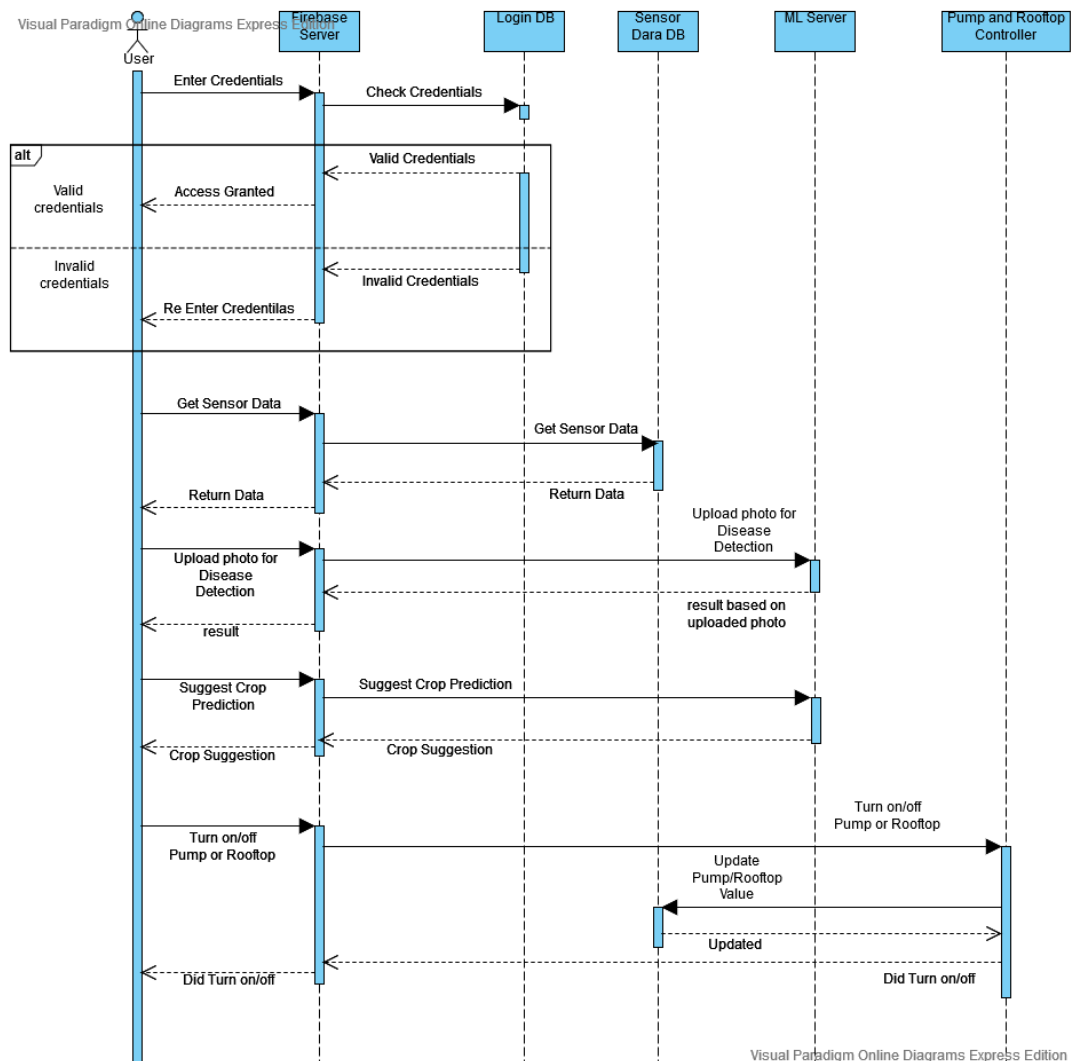 Visual Paradigm Online Diagrams Express Edition
User
Firebase
Server
Login DB
Sensor
Dara DB
ML Server
Pump and Rooftop
Controller
Enter Credentials
Check Credentials
alt
Valid
credentials
Valid Credentials
Access Granted
Invalid
credentials
Invalid Credentials
Re Enter Credentilas
Get Sensor Data
Get Sensor Data
Return Data
Return Data
Upload photo for
Disease
Detection
Upload photo for
Disease
Detection
result based on
uploaded photo
result
Suggest Crop
Prediction
Suggest Crop Prediction
Crop Suggestion
Crop Suggestion
Turn on/off
Pump or Rooftop
Turn on/off
Pump or Rooftop
Update
Pump/Rooftop
Value
Updated
Did Turn on/off
Did Turn on/off
Visual Paradigm Online Diagrams Express Edition